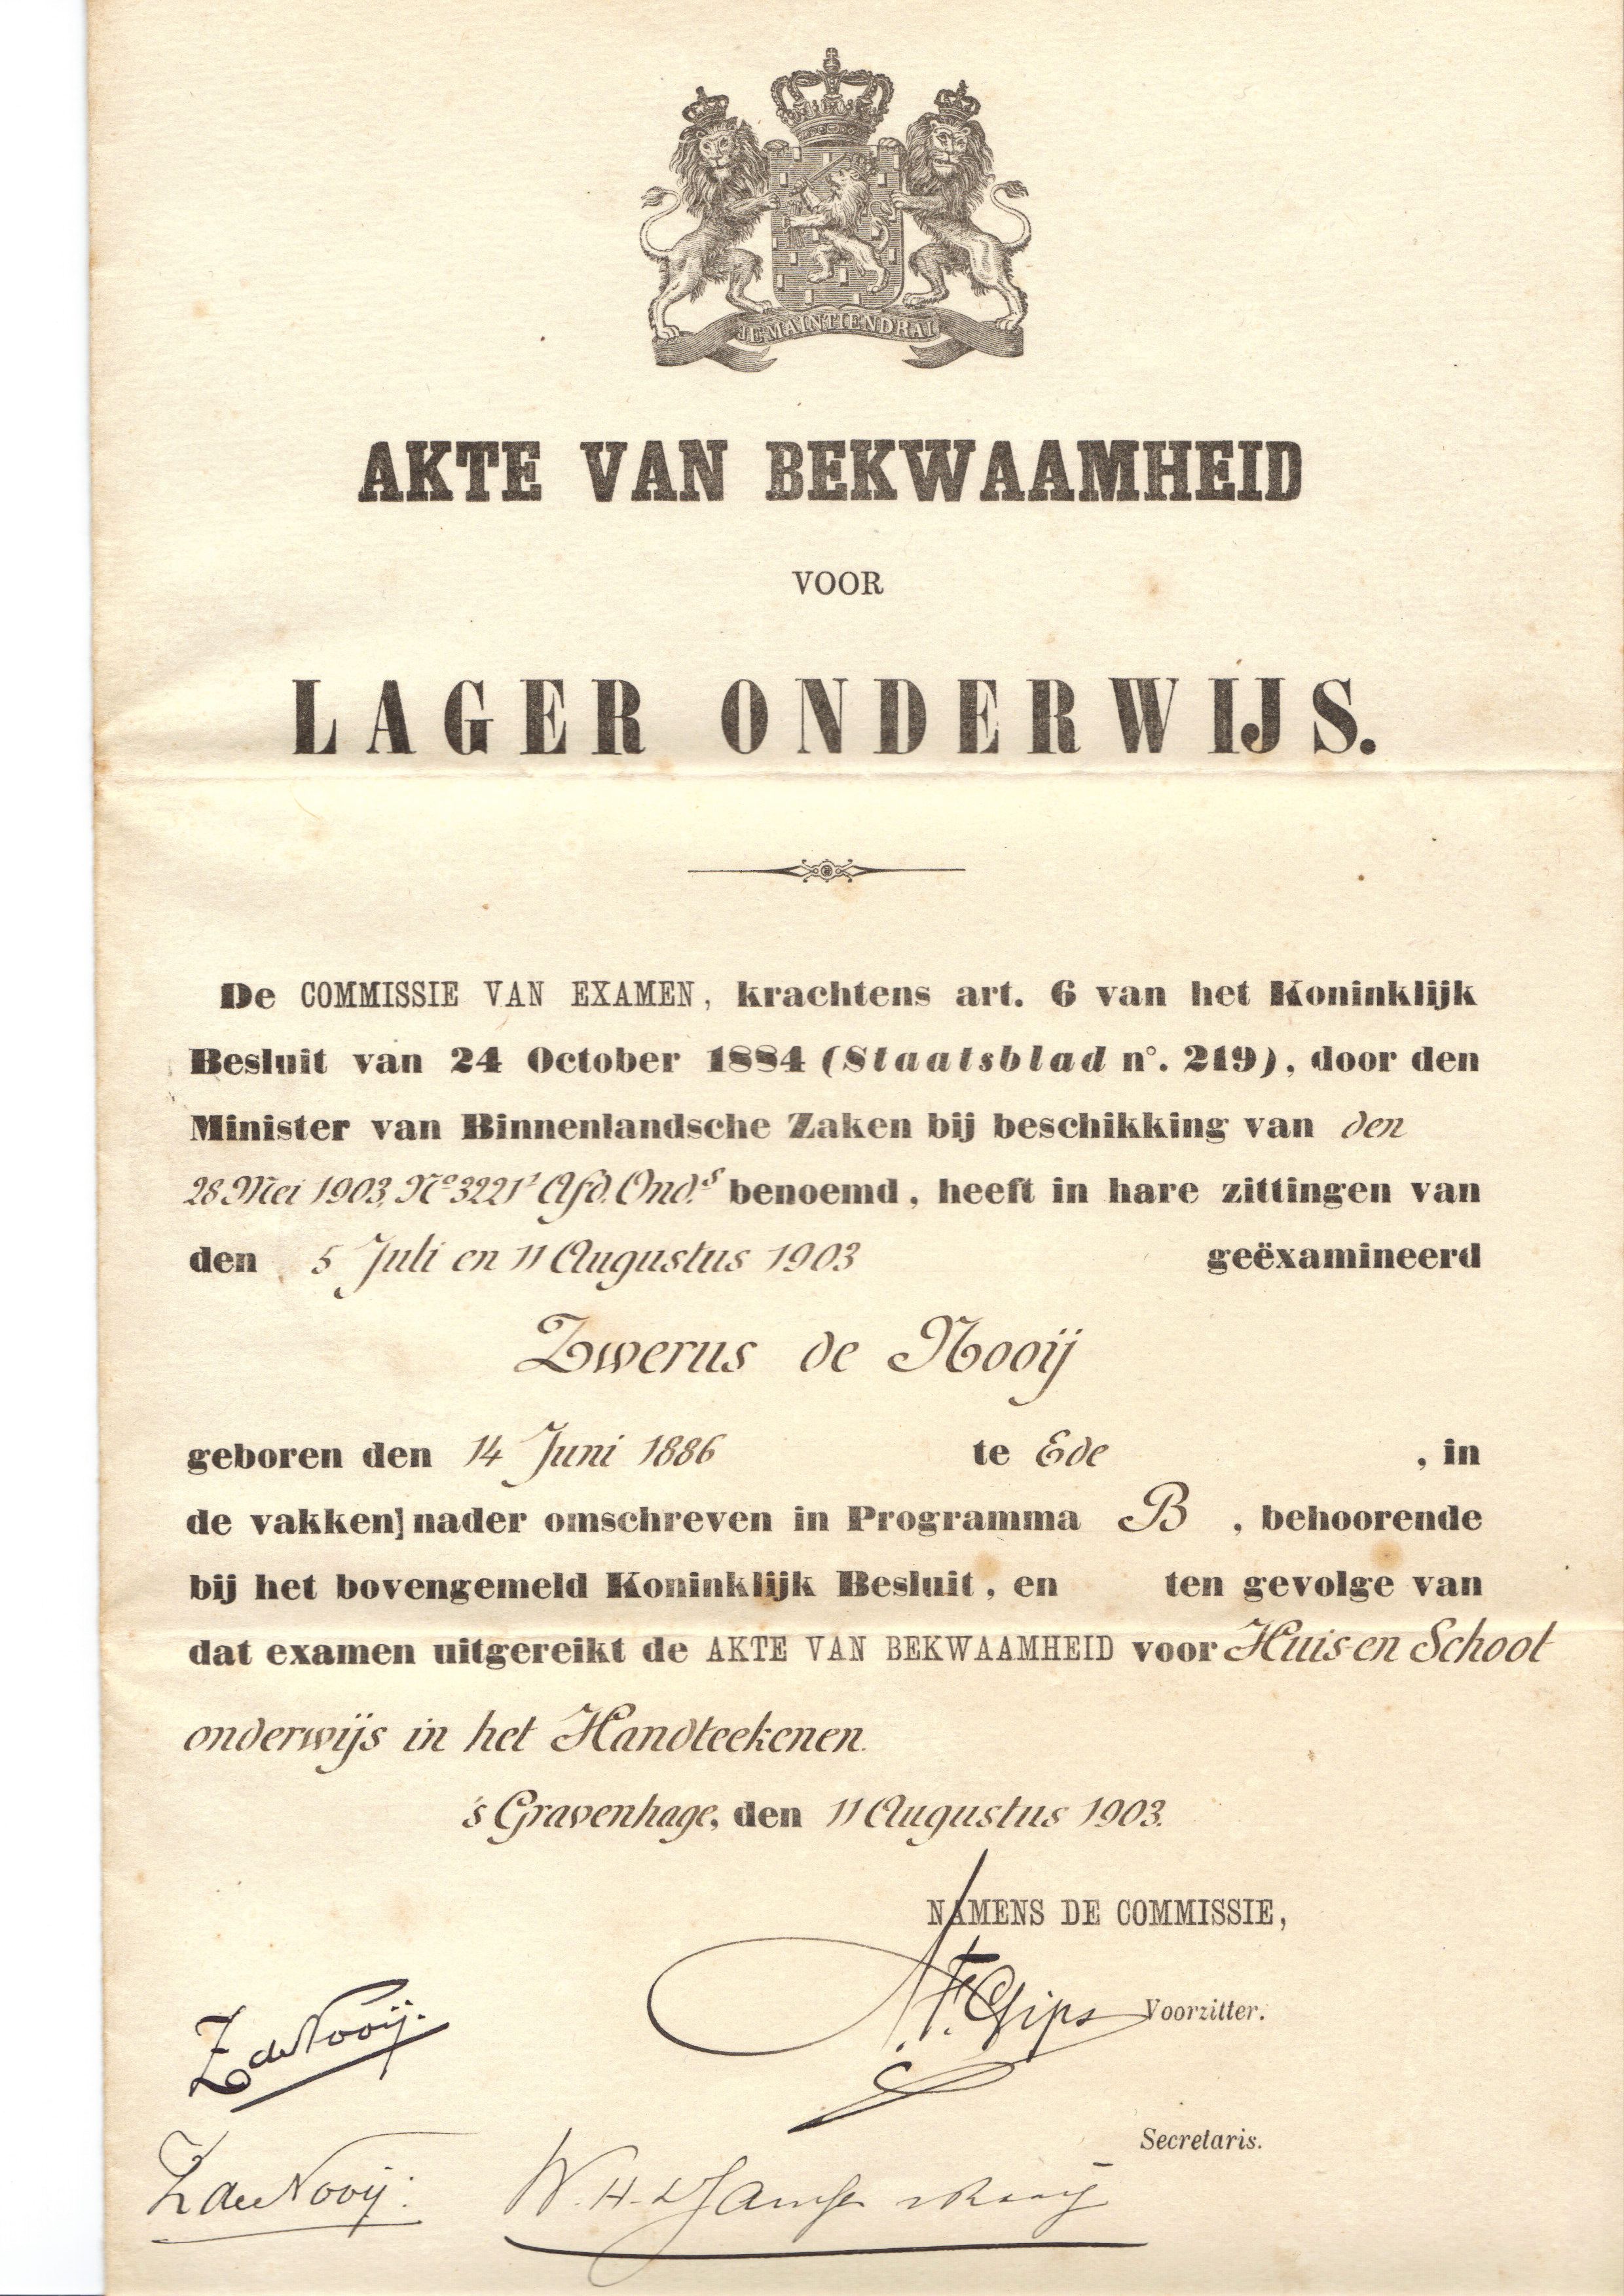 JE MAINTIENDRAI
AKTE VAN BEKWAAMHEID
VOOR
LAGER ONDERWIJS.
De COMMISSIE VAN EXAMEN, krachtens art. 6 van het Koninklijk
Besluit van 24 October 1884 (Staatsblad n°. 219), door den
Minister van Binnenlandsche Zaken bij beschikking van den
28 Mei 1903, No 3221¹ Afd. Ond.s benoemd, heeft in hare zittingen van
den 5 Juli en 11 Augustus 1903 geëxamineerd
Zwerus de Nooij
geboren den 14 Juni 1886 te Ede , in
de vakken] nader omschreven in Programma B , behoorende
bij het bovengemeld Koninklijk Besluit, en ten gevolge van
dat examen uitgereikt de AKTE VAN BEKWAAMHEID voor Huis en School
onderwijs in het Handteekenen.
's Gravenhage, den 11 Augustus 1903.
NAMENS DE COMMISSIE,
A.F. Gips Voorzitter.
Z de Nooij.
Secretaris.
Z de Nooij.
W. H.